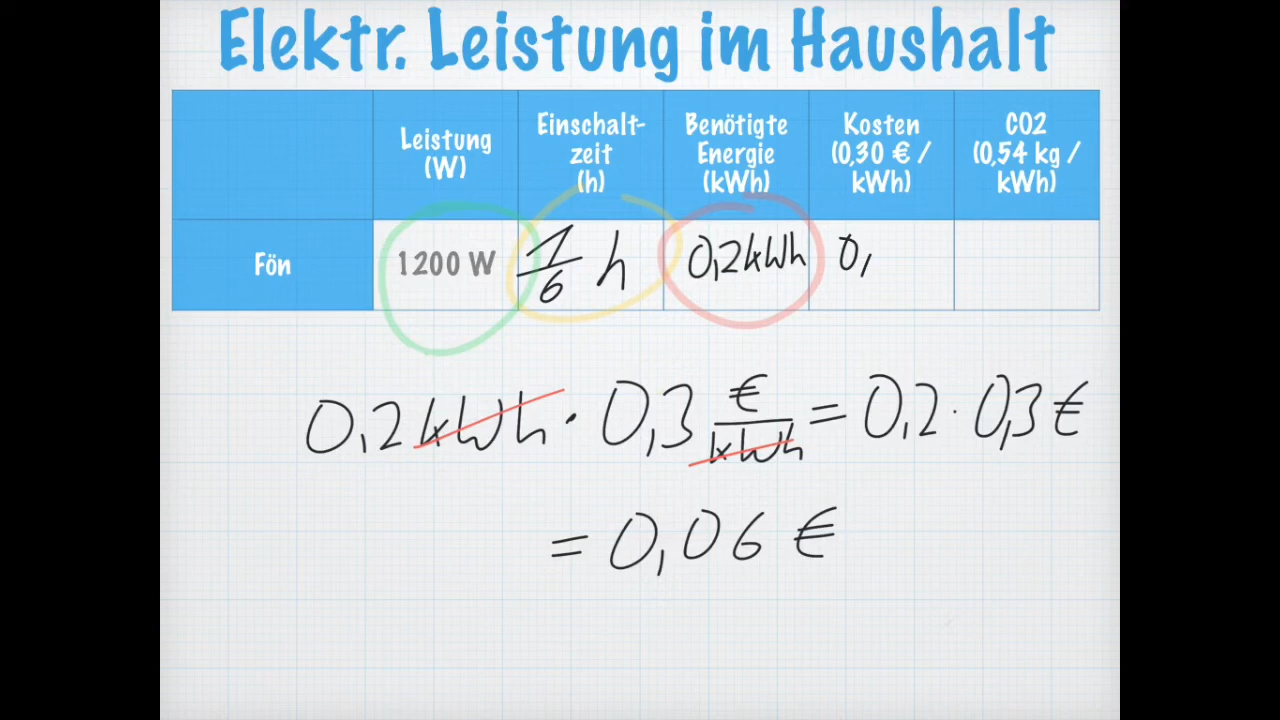 Elektr. Leistung im Haushalt
Leistung (W)
Einschalt-
zeit
(h)
Benötigte
Energie
(kWh)
Kosten
(0,30 € /
kWh)
CO2
(0,54 kg /
kWh)
Fön
1200 W
1/6 h
0,2 kWh
0,
0,2 kWh · 0,3 €/kWh = 0,2 · 0,3 €
= 0,06 €